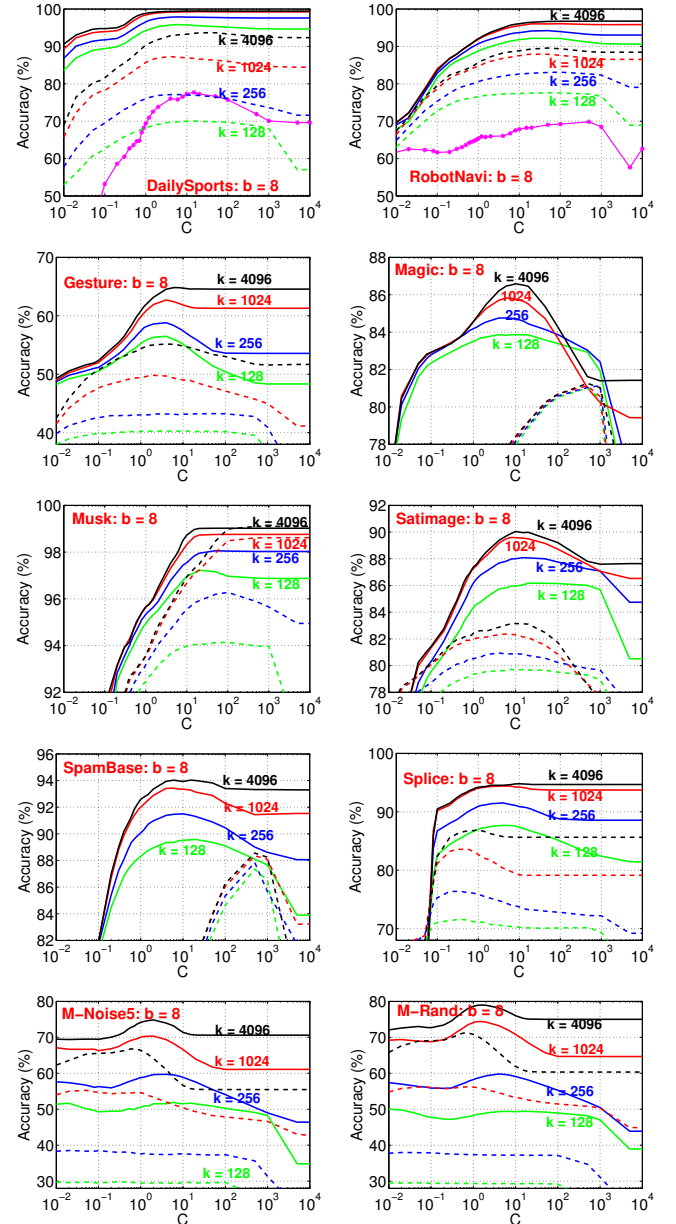 100
90
80
70
60
50
Accuracy (%)
k = 4096
k = 1024
k = 256
k = 128
DailySports: b = 8
10^-2 10^-1 10^0 10^1 10^2 10^3 10^4
C
100
90
80
70
60
50
Accuracy (%)
k = 4096
k = 1024
k = 256
k = 128
RobotNavi: b = 8
10^-2 10^-1 10^0 10^1 10^2 10^3 10^4
C
70
60
50
40
Accuracy (%)
Gesture: b = 8
k = 4096
k = 1024
k = 256
k = 128
10^-2 10^-1 10^0 10^1 10^2 10^3 10^4
C
88
86
84
82
80
78
Accuracy (%)
Magic: b = 8
k = 4096
1024
256
k = 128
10^-2 10^-1 10^0 10^1 10^2 10^3 10^4
C
100
98
96
94
92
Accuracy (%)
Musk: b = 8
k = 4096
k = 1024
k = 256
k = 128
10^-2 10^-1 10^0 10^1 10^2 10^3 10^4
C
92
90
88
86
84
82
80
78
Accuracy (%)
Satimage: b = 8
k = 4096
1024
k = 256
k = 128
10^-2 10^-1 10^0 10^1 10^2 10^3 10^4
C
96
94
92
90
88
86
84
82
Accuracy (%)
SpamBase: b = 8
k = 4096
k = 1024
k = 256
k = 128
10^-2 10^-1 10^0 10^1 10^2 10^3 10^4
C
100
90
80
70
Accuracy (%)
Splice: b = 8
k = 4096
k = 1024
k = 256
k = 128
10^-2 10^-1 10^0 10^1 10^2 10^3 10^4
C
80
70
60
50
40
30
Accuracy (%)
M-Noise5: b = 8
k = 4096
k = 1024
k = 256
k = 128
10^-2 10^-1 10^0 10^1 10^2 10^3 10^4
C
80
70
60
50
40
30
Accuracy (%)
M-Rand: b = 8
k = 4096
k = 1024
k = 256
k = 128
10^-2 10^-1 10^0 10^1 10^2 10^3 10^4
C